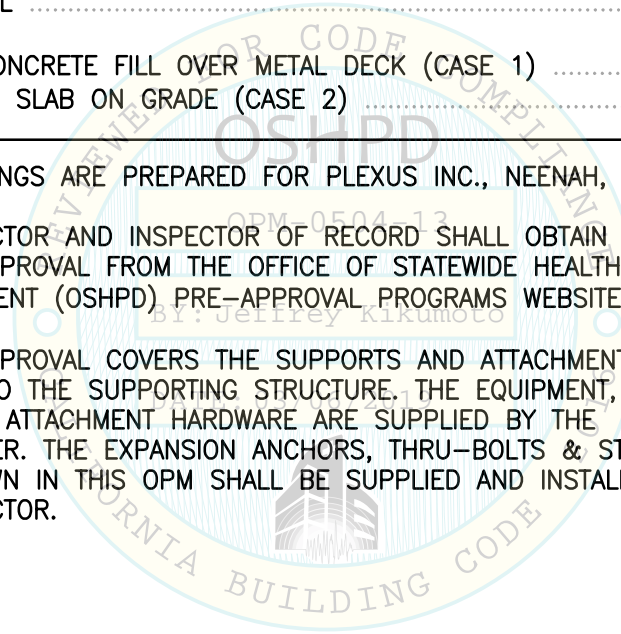 ONCRETE FILL OVER METAL DECK (CASE 1)
SLAB ON GRADE (CASE 2)
NGS ARE PREPARED FOR PLEXUS INC., NEENAH,
CTOR AND INSPECTOR OF RECORD SHALL OBTAIN
PROVAL FROM THE OFFICE OF STATEWIDE HEALTH
ENT (OSHPD) PRE-APPROVAL PROGRAMS WEBSITE
PROVAL COVERS THE SUPPORTS AND ATTACHMENT
O THE SUPPORTING STRUCTURE. THE EQUIPMENT,
ATTACHMENT HARDWARE ARE SUPPLIED BY THE
ER. THE EXPANSION ANCHORS, THRU-BOLTS & ST
WN IN THIS OPM SHALL BE SUPPLIED AND INSTALL
CTOR.
REVIEWED FOR CODE COMPLIANCE
OSHPD
OPM-0504-13
BY: Jeffrey Kikumoto
CALIFORNIA BUILDING CODE 2016